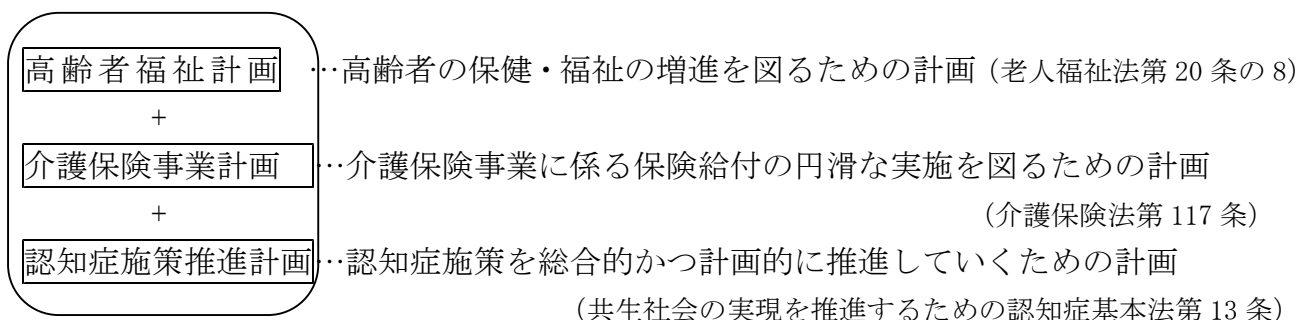 高齢者福祉計画 …高齢者の保健・福祉の増進を図るための計画（老人福祉法第 20 条の 8）
+
介護保険事業計画 …介護保険事業に係る保険給付の円滑な実施を図るための計画
+ （介護保険法第 117 条）
認知症施策推進計画…認知症施策を総合的かつ計画的に推進していくための計画
（共生社会の実現を推進するための認知症基本法第 13 条）